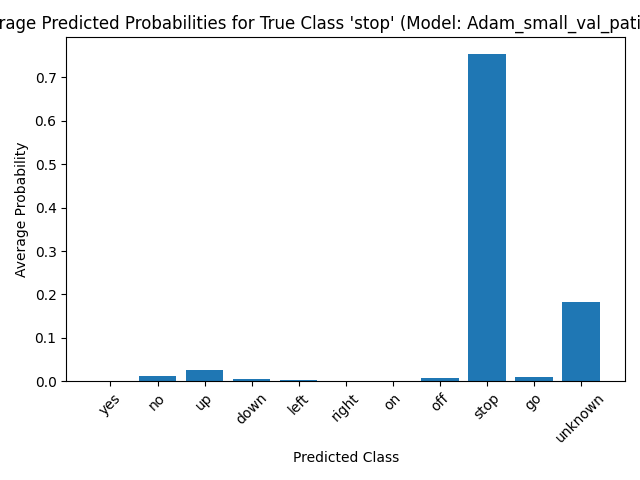 rage Predicted Probabilities for True Class 'stop' (Model: Adam_small_val_pati
0.7
0.6
0.5
0.4
0.3
0.2
0.1
0.0
Average Probability
yes
no
up
down
left
right
on
off
stop
go
unknown
Predicted Class